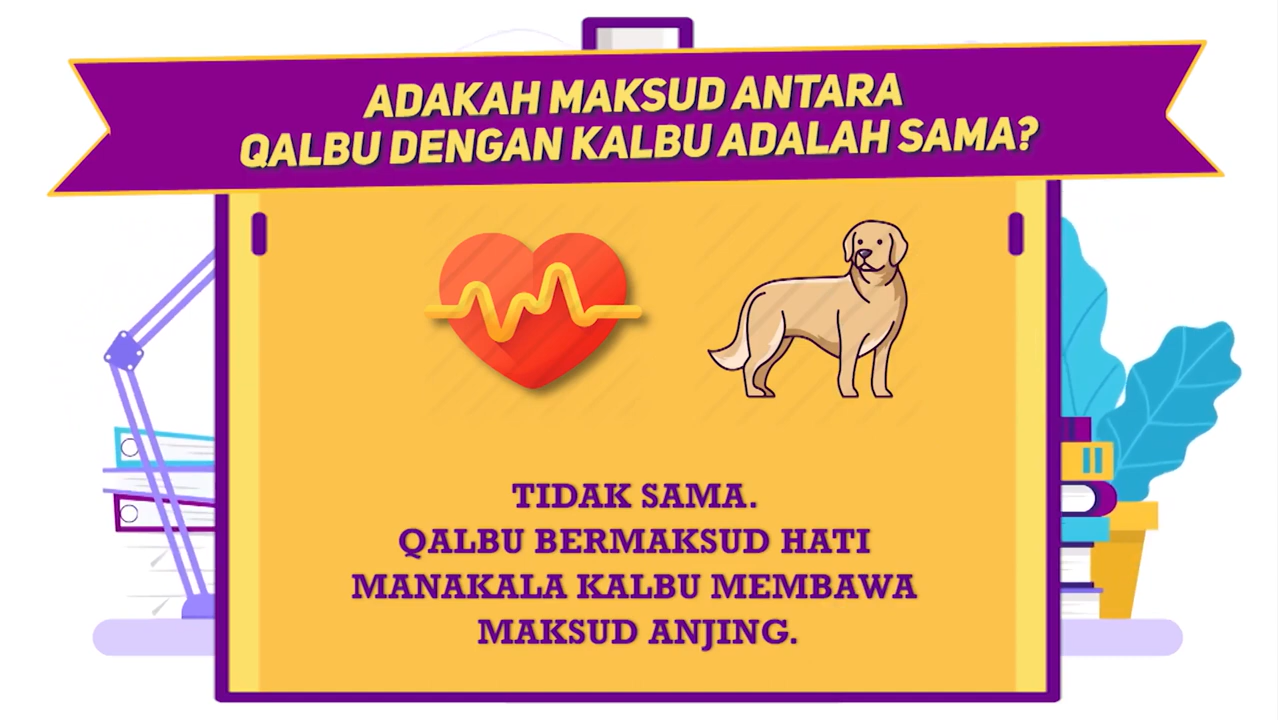 ADAKAH MAKSUD ANTARA
QALBU DENGAN KALBU ADALAH SAMA?
TIDAK SAMA.
QALBU BERMAKSUD HATI
MANAKALA KALBU MEMBAWA
MAKSUD ANJING.